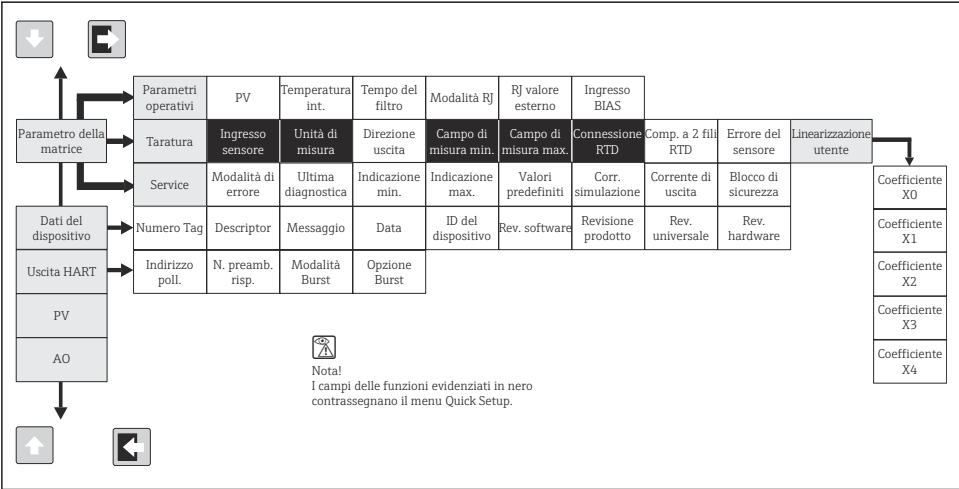 Parametri
operativi
PV
Temperatura
int.
Tempo del
filtro
Modalità RJ
RJ valore
esterno
Ingresso
BIAS
Parametro della
matrice
Taratura
Ingresso
sensore
Unità di
misura
Direzione
uscita
Campo di
misura min.
Campo di
misura max.
Connessione
RTD
Comp. a 2 fili
RTD
Errore del
sensore
Linearizzazione
utente
Service
Modalità di
errore
Ultima
diagnostica
Indicazione
min.
Indicazione
max.
Valori
predefiniti
Corr.
simulazione
Corrente di
uscita
Blocco di
sicurezza
Coefficiente
X0
Dati del
dispositivo
Numero Tag
Descriptor
Messaggio
Data
ID del
dispositivo
Rev. software
Revisione
prodotto
Rev.
universale
Rev.
hardware
Coefficiente
X1
Uscita HART
Indirizzo
poll.
N. preamb.
risp.
Modalità
Burst
Opzione
Burst
Coefficiente
X2
PV
Coefficiente
X3
AO
Coefficiente
X4
Nota!
I campi delle funzioni evidenziati in nero
contrassegnano il menu Quick Setup.